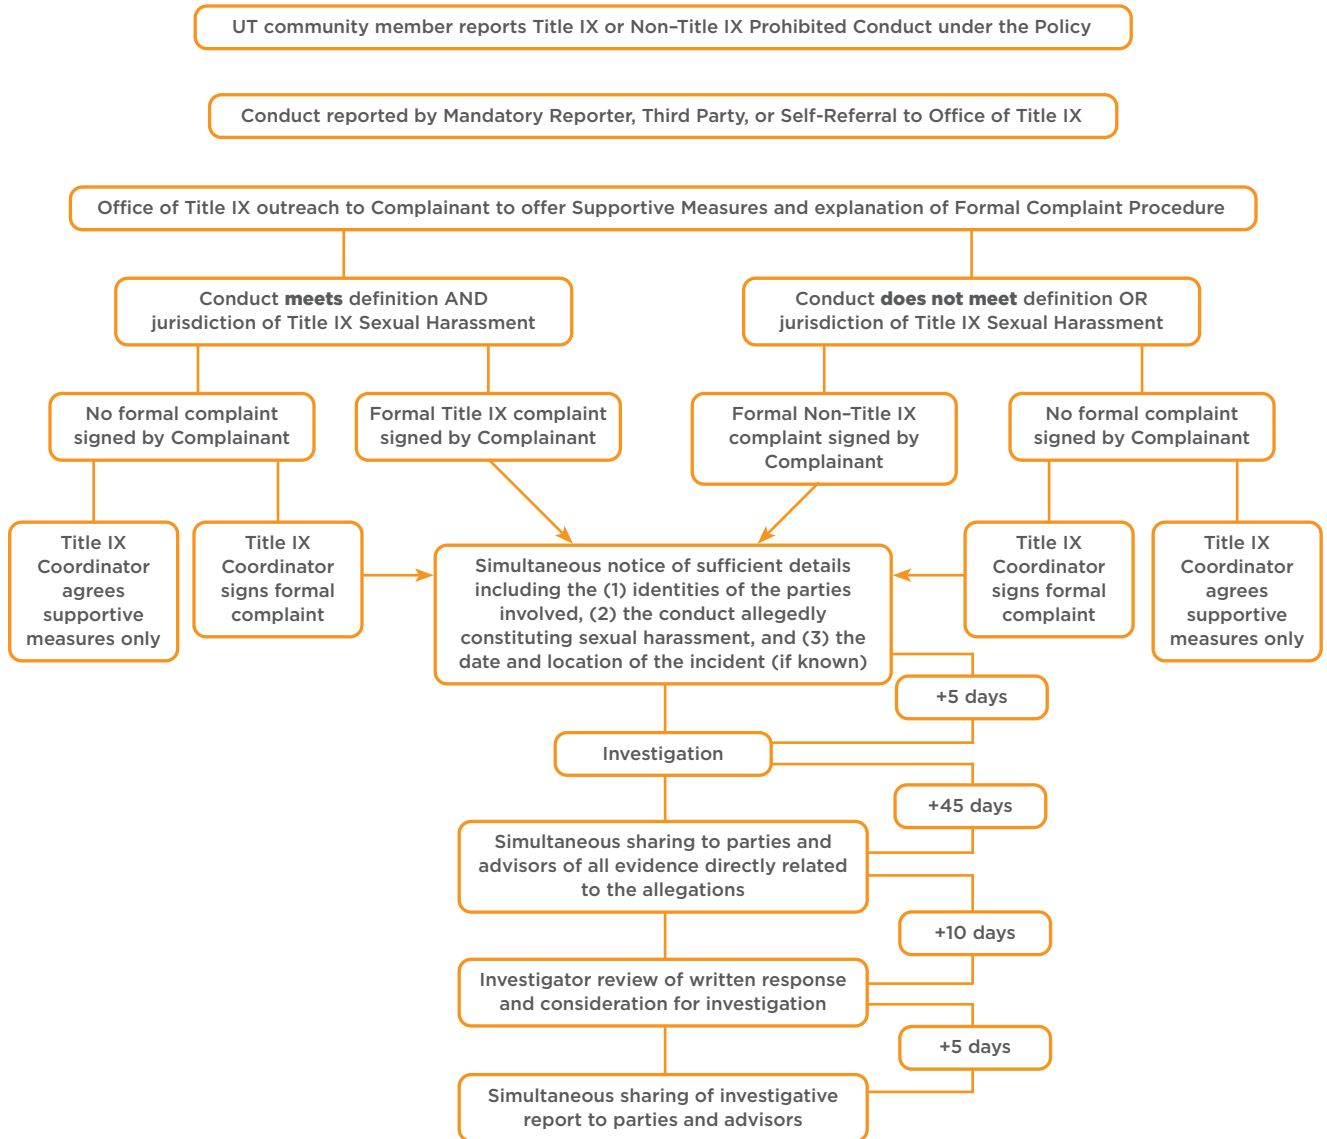 UT community member reports Title IX or Non–Title IX Prohibited Conduct under the Policy
Conduct reported by Mandatory Reporter, Third Party, or Self-Referral to Office of Title IX
Office of Title IX outreach to Complainant to offer Supportive Measures and explanation of Formal Complaint Procedure
Conduct meets definition AND
jurisdiction of Title IX Sexual Harassment
Conduct does not meet definition OR
jurisdiction of Title IX Sexual Harassment
No formal complaint
signed by Complainant
Formal Title IX complaint
signed by Complainant
Formal Non–Title IX
complaint signed by
Complainant
No formal complaint
signed by Complainant
Title IX
Coordinator
agrees
supportive
measures only
Title IX
Coordinator
signs formal
complaint
Simultaneous notice of sufficient details
including the (1) identities of the parties
involved, (2) the conduct allegedly
constituting sexual harassment, and (3) the
date and location of the incident (if known)
Title IX
Coordinator
signs formal
complaint
Title IX
Coordinator
agrees
supportive
measures only
+5 days
Investigation
+45 days
Simultaneous sharing to parties and
advisors of all evidence directly related
to the allegations
+10 days
Investigator review of written response
and consideration for investigation
+5 days
Simultaneous sharing of investigative
report to parties and advisors